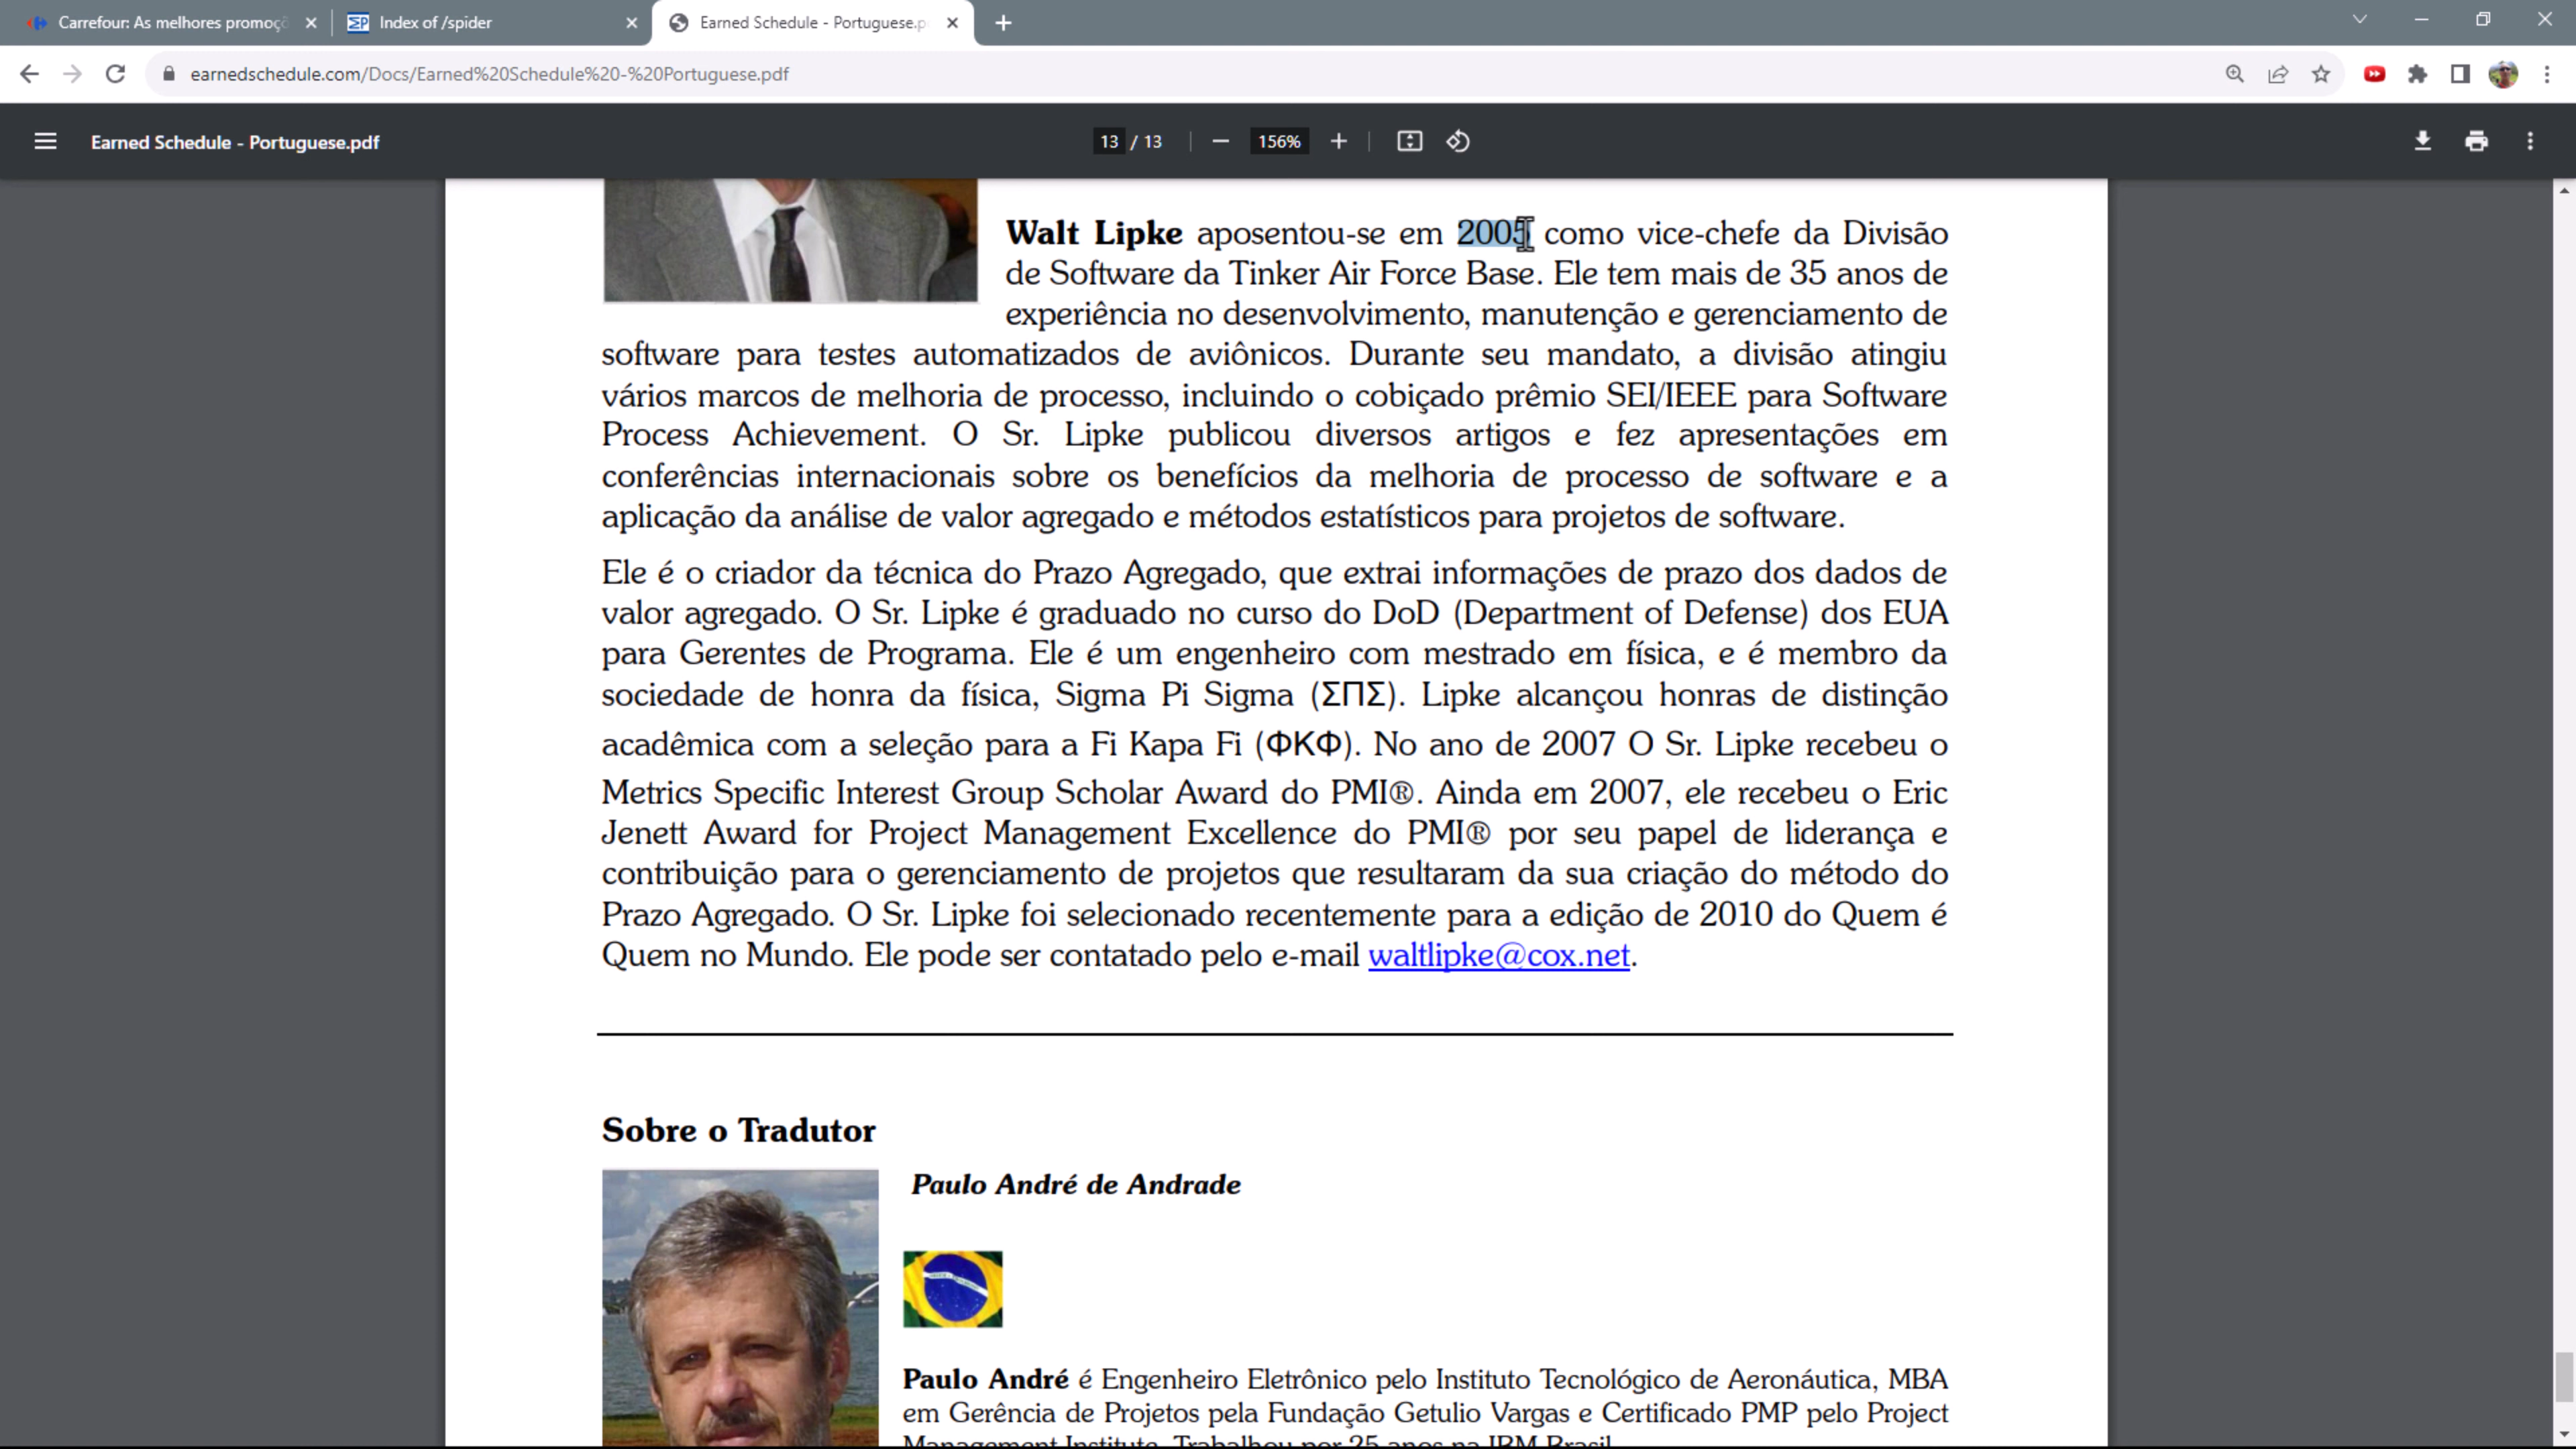 Carrefour: As melhores promoçõ
Index of /spider
Earned Schedule - Portuguese.p
earnedschedule.com/Docs/Earned%20Schedule%20-%20Portuguese.pdf
Earned Schedule - Portuguese.pdf
13 / 13
156%
Walt Lipke aposentou-se em 2005 como vice-chefe da Divisão
de Software da Tinker Air Force Base. Ele tem mais de 35 anos de
experiência no desenvolvimento, manutenção e gerenciamento de
software para testes automatizados de aviônicos. Durante seu mandato, a divisão atingiu
vários marcos de melhoria de processo, incluindo o cobiçado prêmio SEI/IEEE para Software
Process Achievement. O Sr. Lipke publicou diversos artigos e fez apresentações em
conferências internacionais sobre os benefícios da melhoria de processo de software e a
aplicação da análise de valor agregado e métodos estatísticos para projetos de software.
Ele é o criador da técnica do Prazo Agregado, que extrai informações de prazo dos dados de
valor agregado. O Sr. Lipke é graduado no curso do DoD (Department of Defense) dos EUA
para Gerentes de Programa. Ele é um engenheiro com mestrado em física, e é membro da
sociedade de honra da física, Sigma Pi Sigma (ΣΠΣ). Lipke alcançou honras de distinção
acadêmica com a seleção para a Fi Kapa Fi (ΦΚΦ). No ano de 2007 O Sr. Lipke recebeu o
Metrics Specific Interest Group Scholar Award do PMI®. Ainda em 2007, ele recebeu o Eric
Jenett Award for Project Management Excellence do PMI® por seu papel de liderança e
contribuição para o gerenciamento de projetos que resultaram da sua criação do método do
Prazo Agregado. O Sr. Lipke foi selecionado recentemente para a edição de 2010 do Quem é
Quem no Mundo. Ele pode ser contatado pelo e-mail waltlipke@cox.net.
Sobre o Tradutor
Paulo André de Andrade
Paulo André é Engenheiro Eletrônico pelo Instituto Tecnológico de Aeronáutica, MBA
em Gerência de Projetos pela Fundação Getulio Vargas e Certificado PMP pelo Project
Management Institute. Trabalhou por 25 anos na IBM Brasil